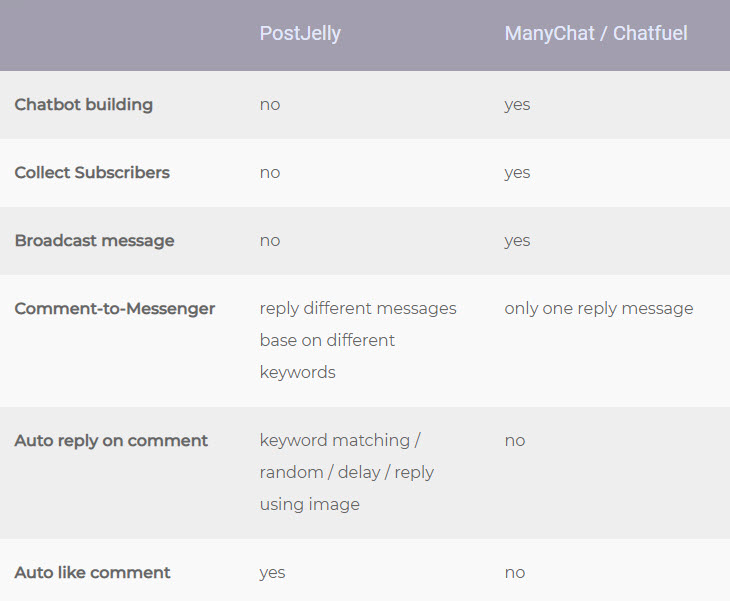 PostJelly ManyChat / Chatfuel
Chatbot building no yes
Collect Subscribers no yes
Broadcast message no yes
Comment-to-Messenger reply different messages only one reply message
base on different
keywords
Auto reply on comment keyword matching / no
random / delay / reply
using image
Auto like comment yes no